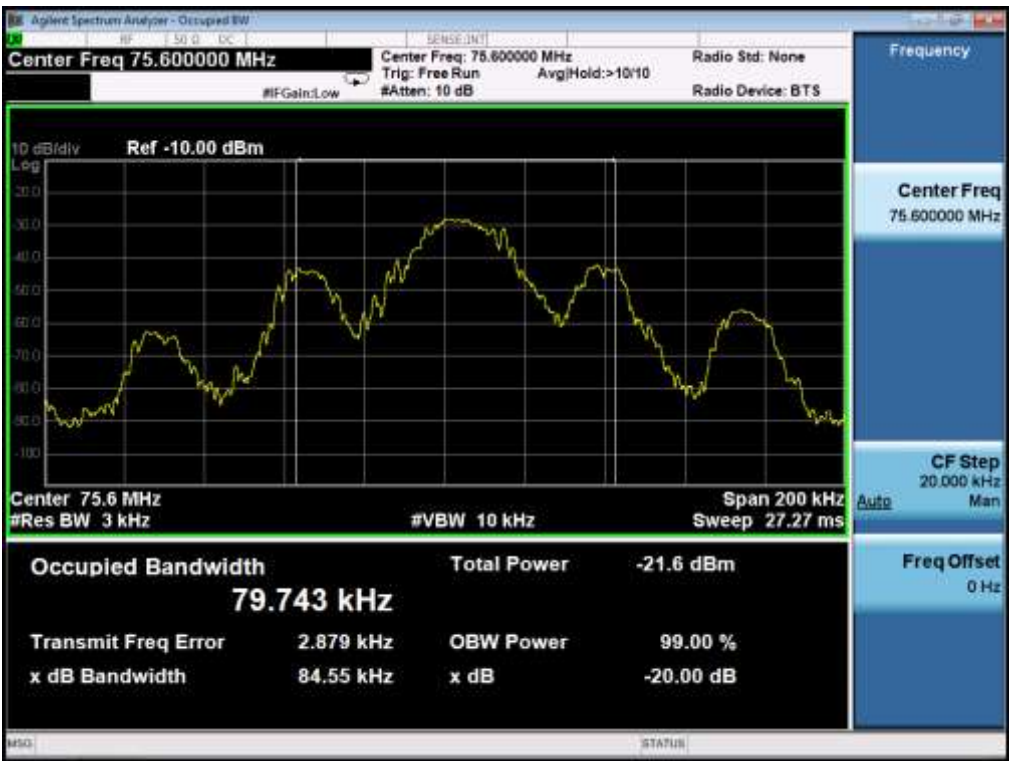 Agilent Spectrum Analyzer - Occupied BW
RF 50 Ω DC SENSE:INT
Center Freq 75.600000 MHz
Center Freq: 75.600000 MHz
Radio Std: None
Trig: Free Run Avg|Hold:>10/10
#IFGain:Low
#Atten: 10 dB
Radio Device: BTS
Frequency
10 dB/div Ref -10.00 dBm
Log
-20.0
-30.0
-40.0
-50.0
-60.0
-70.0
-80.0
-90.0
-100
Center Freq
75.600000 MHz
Center 75.6 MHz
Span 200 kHz
#Res BW 3 kHz
#VBW 10 kHz
Sweep 27.27 ms
CF Step
20.000 kHz
Auto Man
Occupied Bandwidth
79.743 kHz
Total Power -21.6 dBm
Transmit Freq Error 2.879 kHz
OBW Power 99.00 %
x dB Bandwidth 84.55 kHz
x dB -20.00 dB
Freq Offset
0 Hz
MSG
STATUS